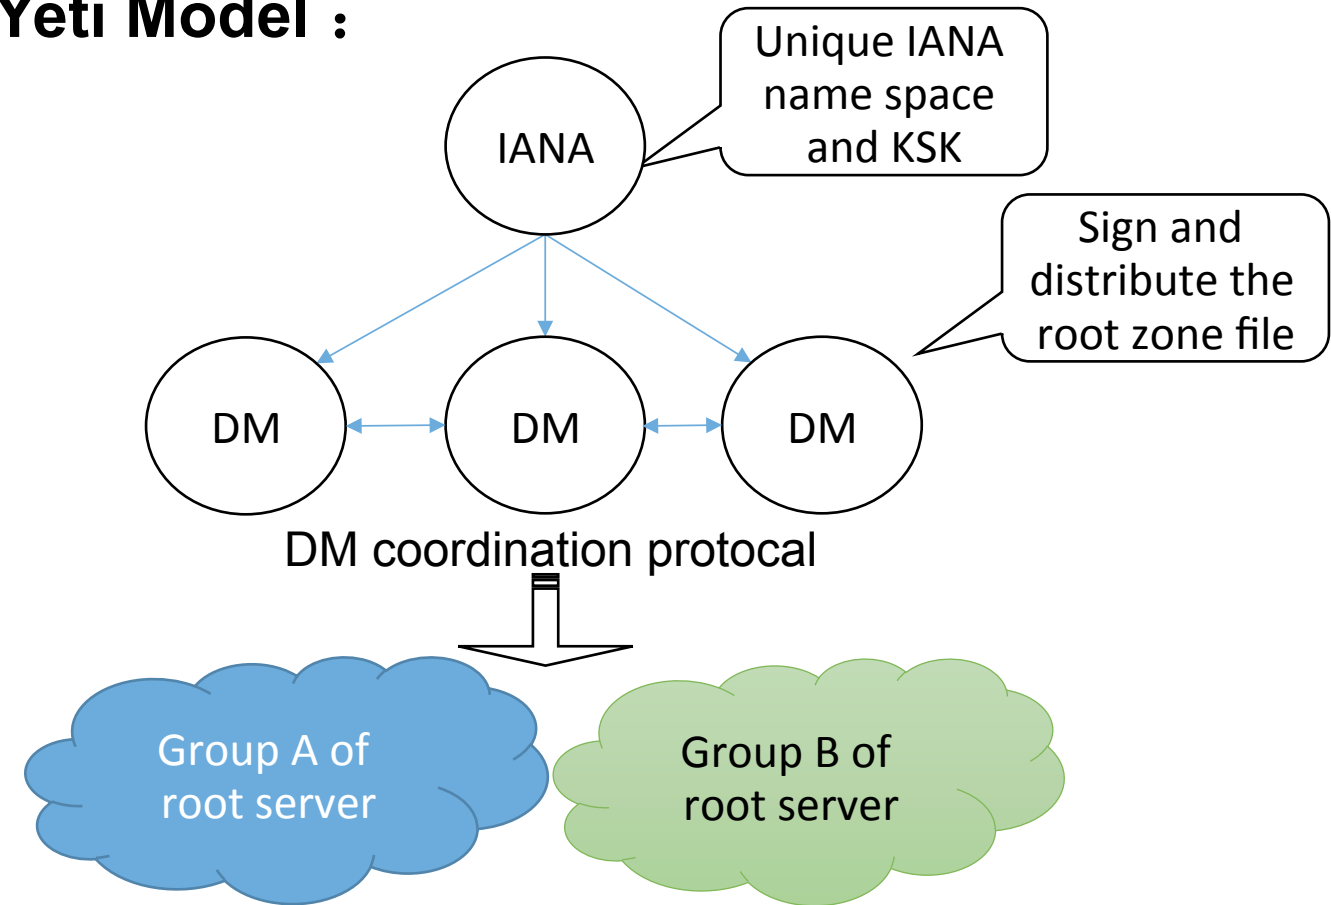 Yeti Model：
Unique IANA
name space
and KSK
IANA
Sign and
distribute the
root zone file
DM
DM
DM
DM coordination protocal
Group A of
root server
Group B of
root server